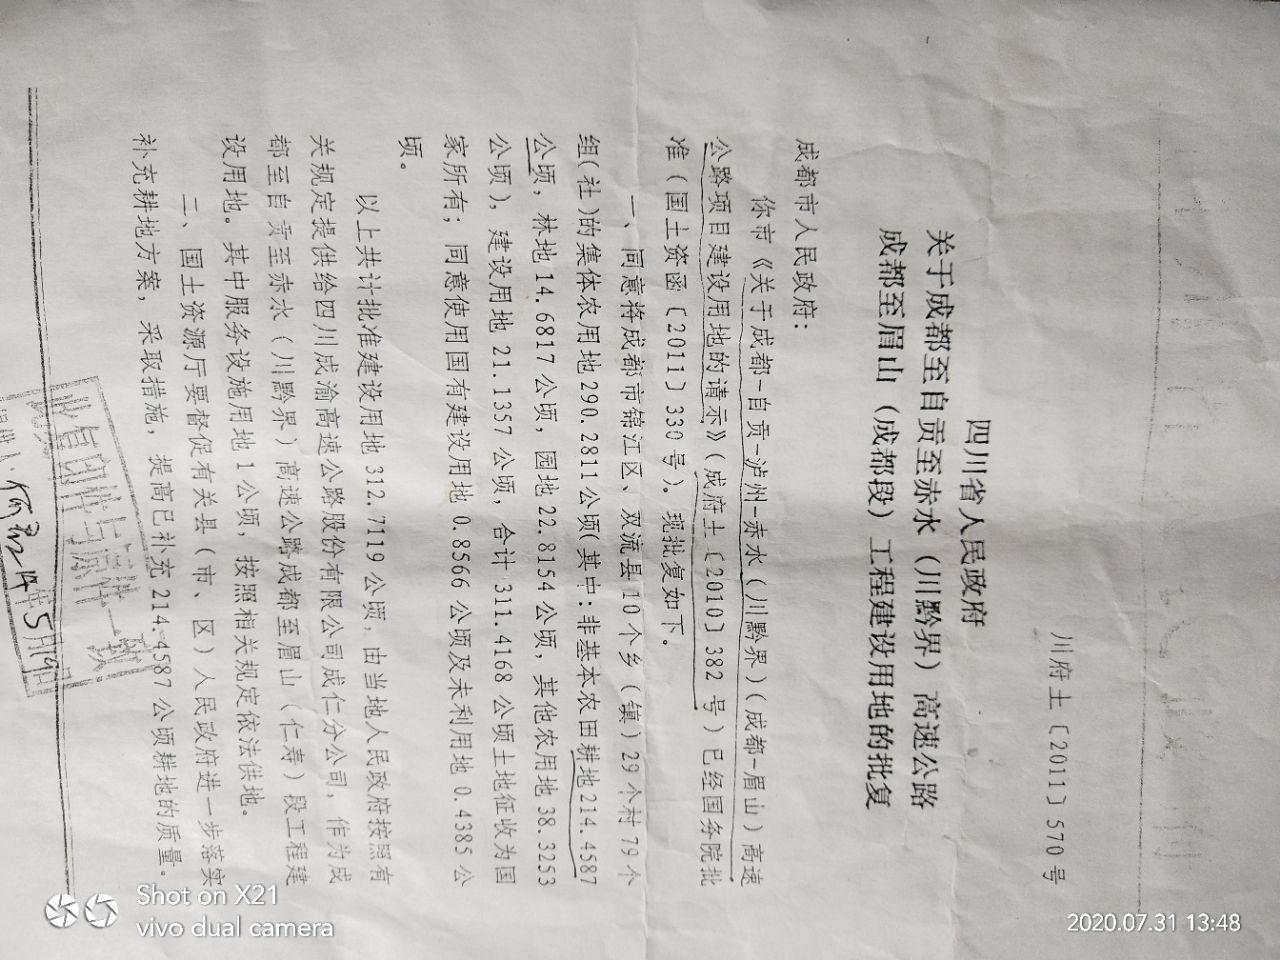 川府土〔2011〕570号
四川省人民政府
关于成都至自贡至赤水（川黔界）高速公路
成都至眉山（成都段）工程建设用地的批复
成都市人民政府：
你市《关于成都-自贡-泸州-赤水（川黔界）（成都-眉山）高速
公路项目建设用地的请示》（成府土〔2010〕382号）已经国务院批
准（国土资函〔2011〕330号）。现批复如下。
一、同意将成都市锦江区、双流县10个乡（镇）29个村79个
组（社）的集体农用地290.2811公顷（其中：非基本农田耕地214.4587
公顷，林地14.6817公顷，园地22.8154公顷，其他农用地38.3253
公顷），建设用地21.1357公顷，合计311.4168公顷土地征收为国
家所有；同意使用国有建设用地0.8566公顷及未利用地0.4385公
顷。
以上共计批准建设用地312.7119公顷，由当地人民政府按照有
关规定提供给四川成渝高速公路股份有限公司成仁分公司，作为成
都至自贡至赤水（川黔界）高速公路成都至眉山（仁寿）段工程建
设用地。其中服务设施用地1公顷，按照相关规定依法供地。
二、国土资源厅要督促有关县（市、区）人民政府进一步落实
补充耕地方案，采取措施，提高已补充214.4587公顷耕地的质量。
此复印件与原件一致
5月19日
Shot on X21
vivo dual camera
2020.07.31 13:48